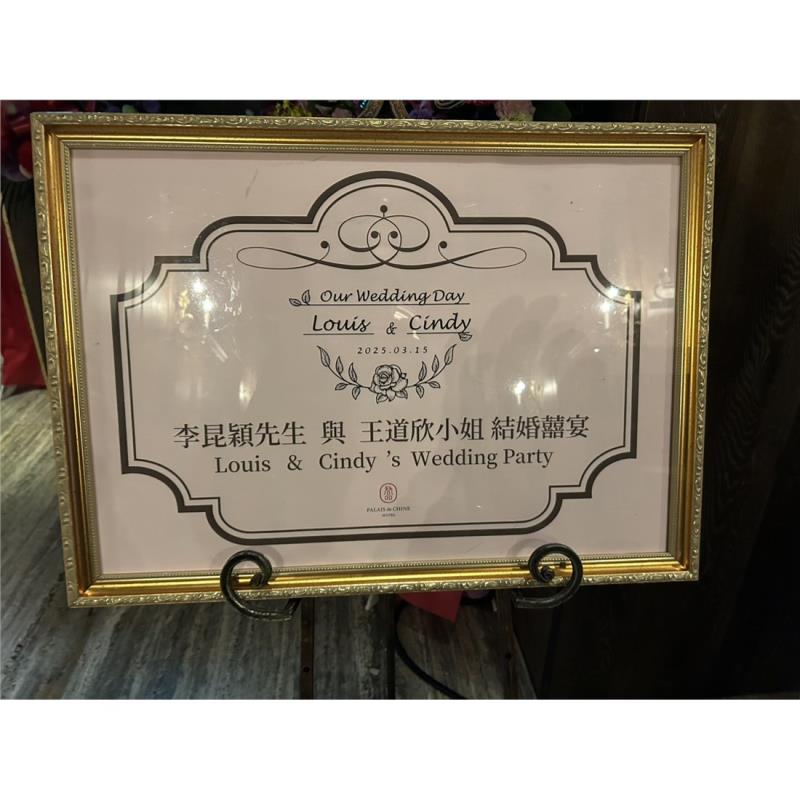 Our Wedding Day
Louis & Cindy
2025.03.15
李昆穎先生 與 王道欣小姐 結婚囍宴
Louis & Cindy 's Wedding Party
PALAIS de CHINE
HOTEL